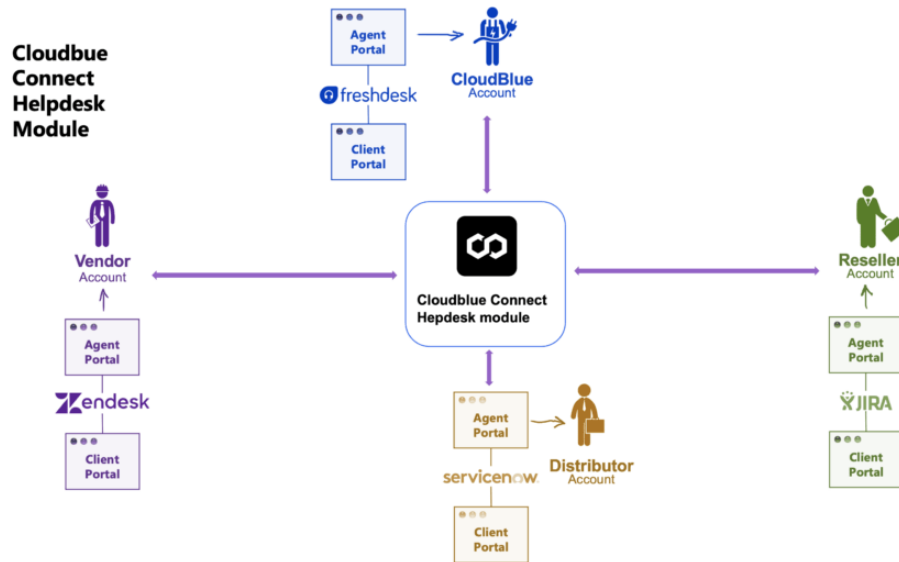 Cloudbue
Connect
Helpdesk
Module
Agent
Portal
freshdesk
Client
Portal
CloudBlue
Account
Vendor
Account
Agent
Portal
Zendesk
Client
Portal
Cloudblue Connect
Hepdesk module
Reseller
Account
Agent
Portal
JIRA
Client
Portal
Agent
Portal
servicenow.
Client
Portal
Distributor
Account